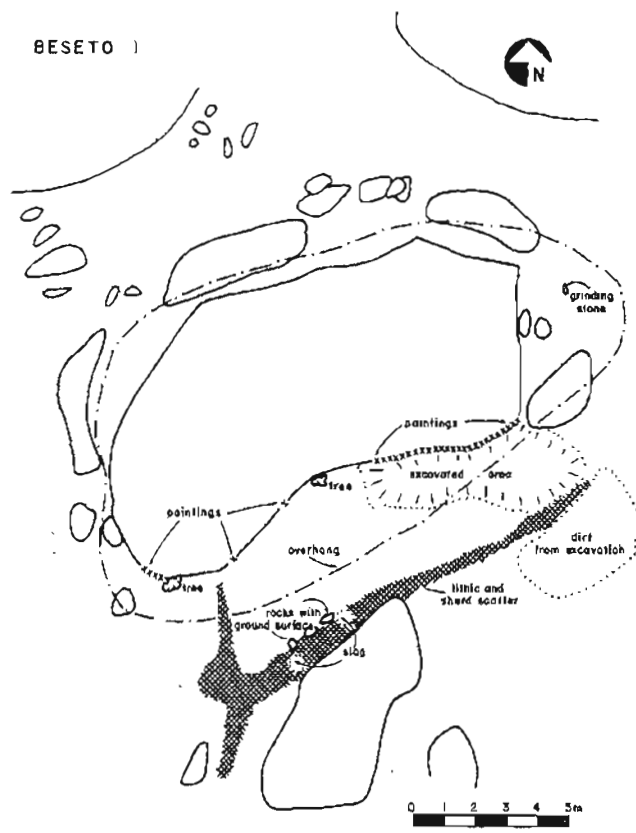 BESETO 1
N
grinding
stone
paintings
excavated area
tree
paintings
dirt
from excavation
overhang
tree
lithic and
sherd scatter
rocks with
ground surface
slag
0 1 2 3 4 5m